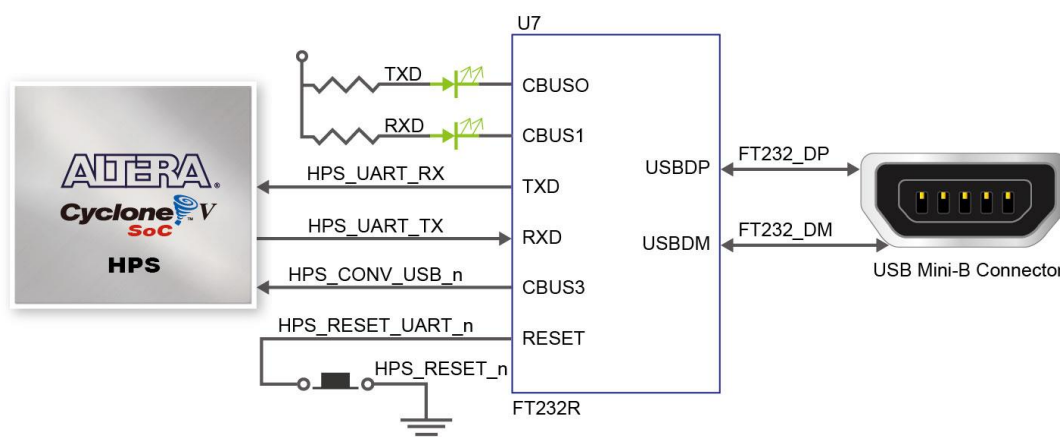 U7
TXD
CBUSO
RXD
CBUS1
HPS_UART_RX
TXD
USBDP
FT232_DP
ALTERA.
Cyclone V
SoC
HPS
HPS_UART_TX
RXD
USBDM
FT232_DM
HPS_CONV_USB_n
CBUS3
USB Mini-B Connector
HPS_RESET_UART_n
RESET
HPS_RESET_n
FT232R